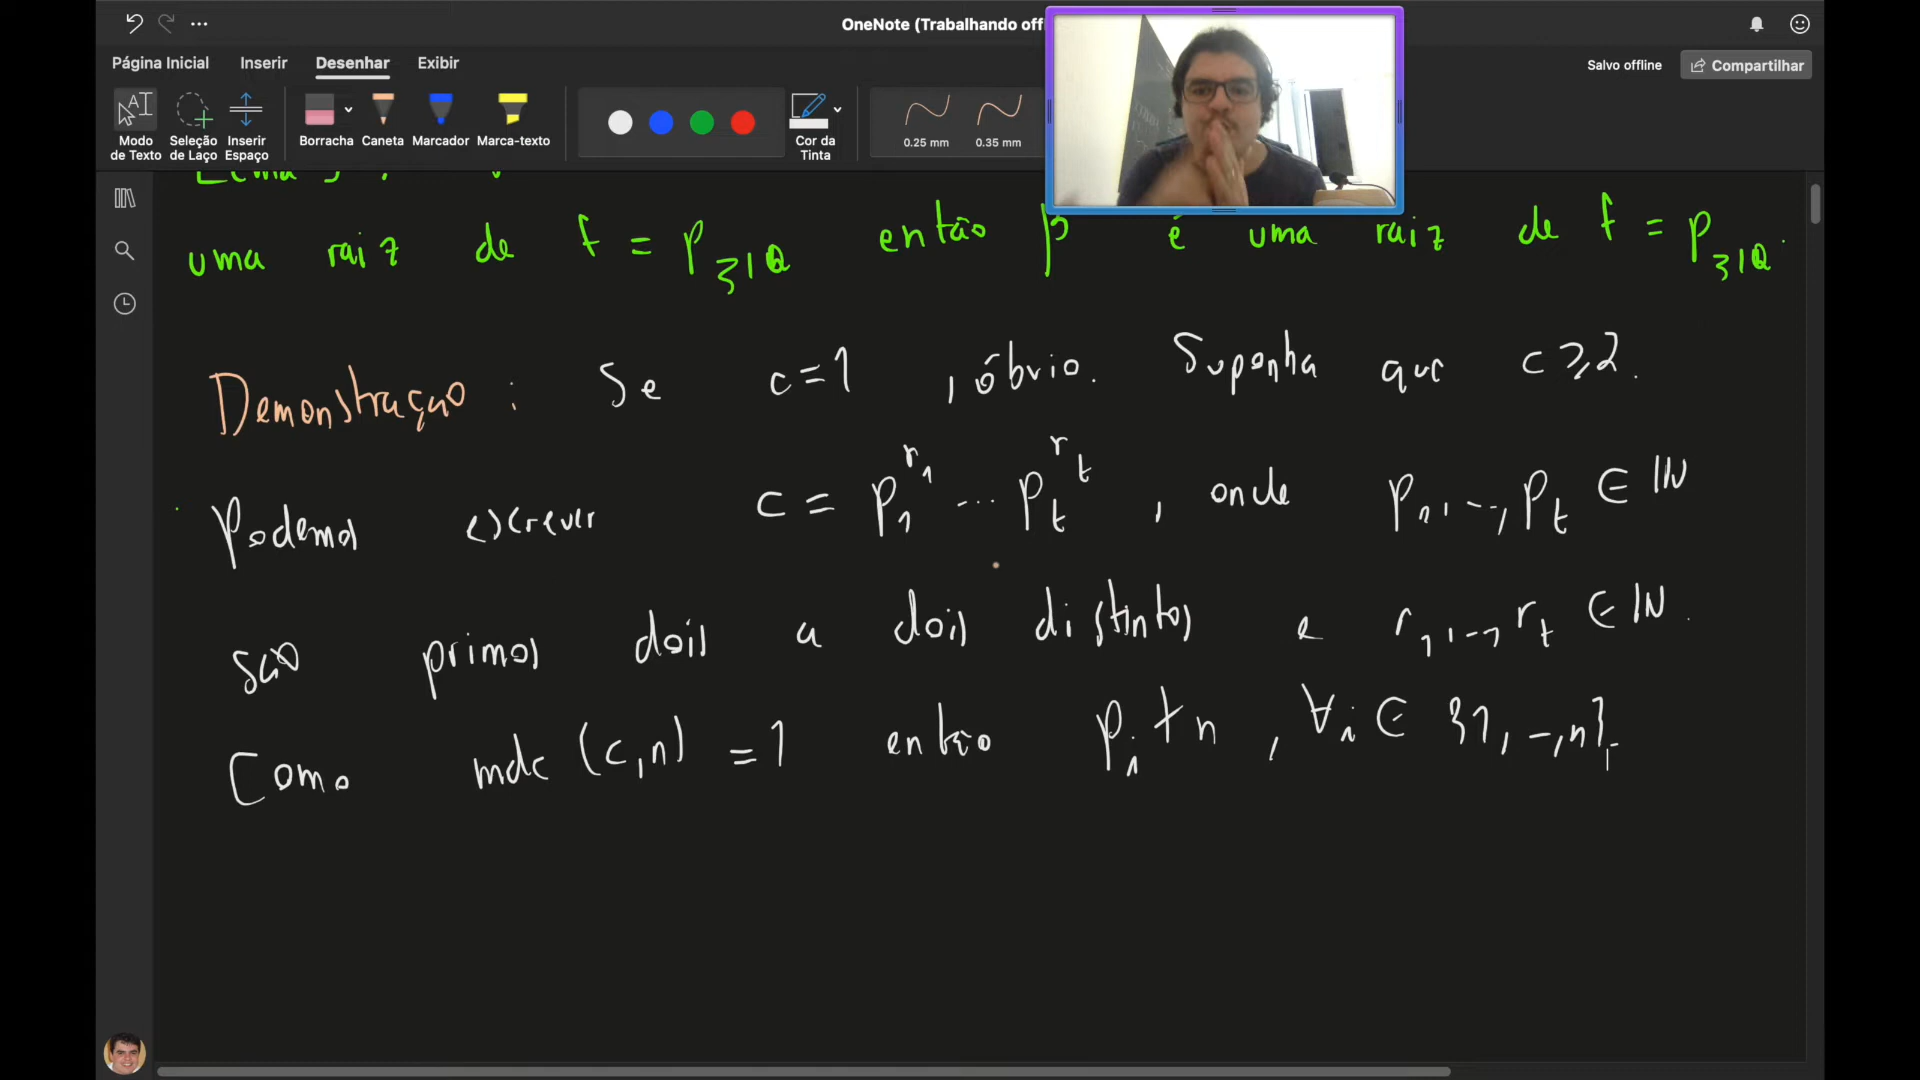 OneNote (Trabalhando off
Página Inicial Inserir Desenhar Exibir
Salvo offline
Compartilhar
Modo de Texto
Seleção de Laço
Inserir Espaço
Borracha Caneta Marcador Marca-texto
Cor da Tinta
0.25 mm 0.35 mm
uma raiz de f = p_{ζ|Q} então β é uma raiz de f = p_{ζ|Q}.
Demonstração: Se c=1, óbvio. Suponha que c⩾2.
Podemos escrever c = p_1^{r_1} ... p_t^{r_t}, onde p_1,..,p_t ∈ IN
são primos dois a dois distintos e r_1,..,r_t ∈ IN.
Como mdc (c,n) = 1 então p_i ∤ n, ∀i ∈ {1,..,n}